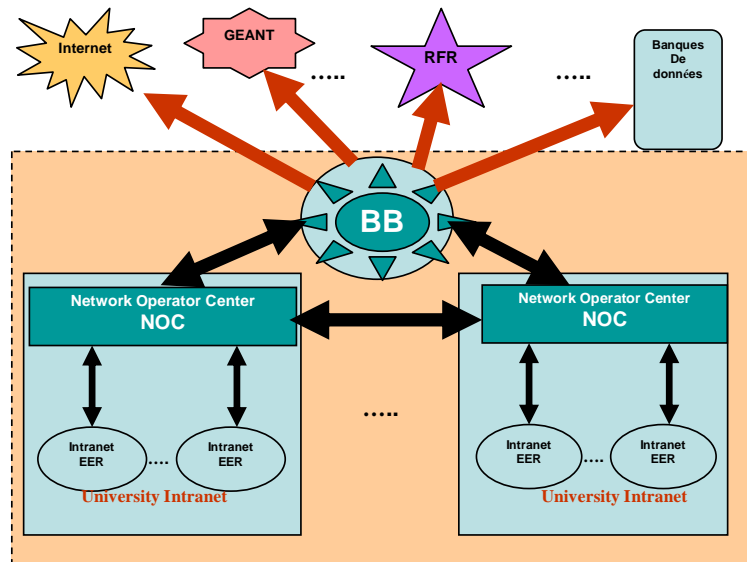 Internet
GEANT
RFR
Banques
De
données
.....
.....
BB
Network Operator Center
NOC
Network Operator Center
NOC
.....
Intranet
EER
....
Intranet
EER
Intranet
EER
....
Intranet
EER
University Intranet
University Intranet